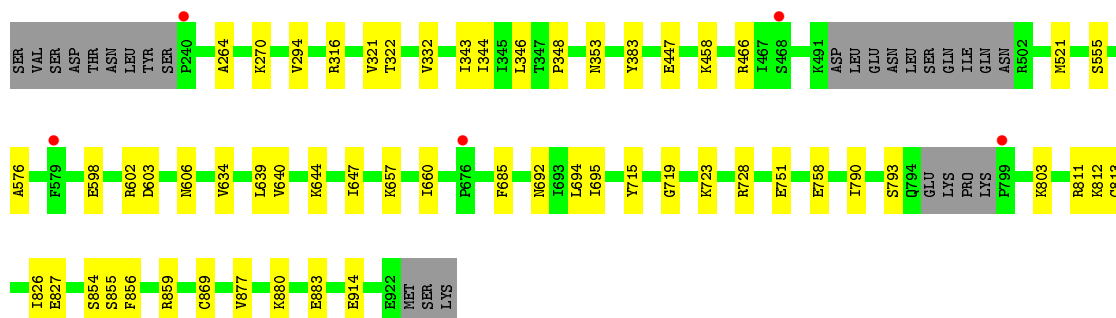 SER VAL SER ASP THR ASN LEU TYR SER P240 A264 K270 V294 R316 V321 T322 V332 I343 I344 I345 L346 T347 P348 N353 Y383 E447 K458 R466 I467 S468 K491 ASP LEU GLU ASN LEU SER GLN ILE GLN ASN R502 M521 S555
A576 F579 E598 R602 D603 N606 V634 L639 V640 K644 I647 K657 I660 P676 F685 N692 I693 L694 I695 Y715 G719 K723 R728 E751 E758 I790 S793 Q794 GLU LYS PRO LYS P799 K803 R811 K812
I826 E827 S854 S855 F856 R859 C869 V877 K880 E883 E914 E922 MET SER LYS